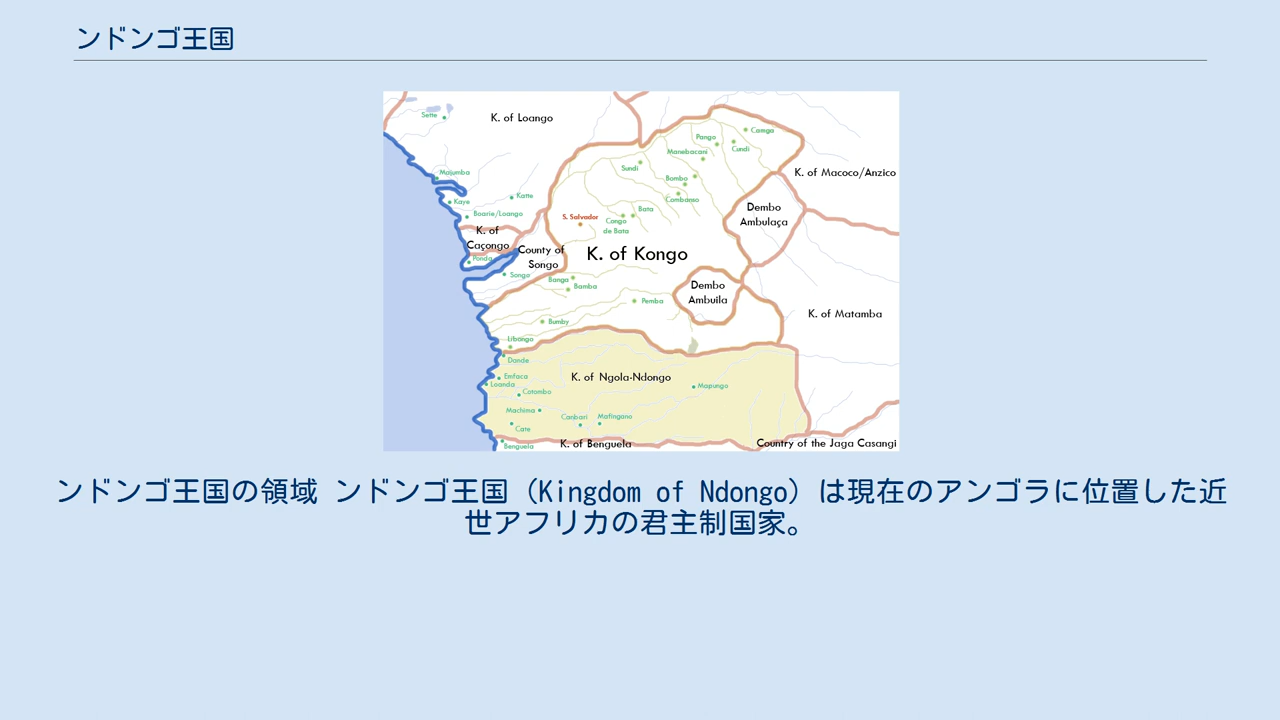 ンドンゴ王国
Sette
K. of Loango
Camga
Pango
Cundi
Manebacani
Sundi
K. of Macoco/Anzico
Majumba
Bombo
Katte
Combanso
Kaye
Dembo
Ambulaça
Bata
Boarie/Loango
S. Salvador
Congo
de Bata
K. of
Caçongo
County of
Songo
K. of Kongo
Ponda
Songo
Banga
Bamba
Dembo
Ambuila
Pemba
K. of Matamba
Bumby
Libongo
Dande
K. of Ngola-Ndongo
Emfaca
Loanda
Mapungo
Catombo
Machima
Canbari
Mafingano
Cate
Benguela
K. of Benguela
Country of the Jaga Casangi
ンドンゴ王国の領域 ンドンゴ王国（Kingdom of Ndongo）は現在のアンゴラに位置した近
世アフリカの君主制国家。